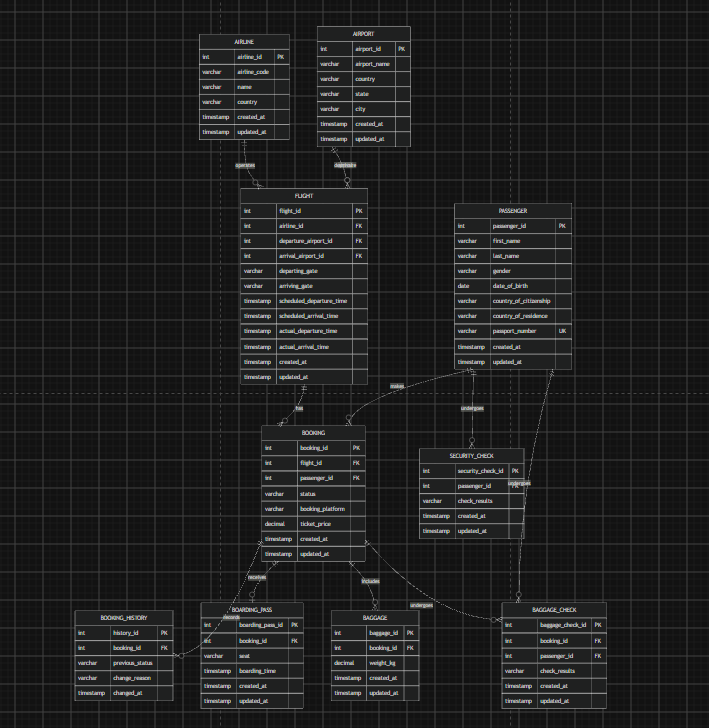 AIRLINE
int airline_id PK
varchar airline_code
varchar name
varchar country
timestamp created_at
timestamp updated_at
AIRPORT
int airport_id PK
varchar airport_name
varchar country
varchar state
varchar city
timestamp created_at
timestamp updated_at
operates
FLIGHT
int flight_id PK
int airline_id FK
int departure_airport_id FK
int arrival_airport_id FK
varchar departing_gate
varchar arriving_gate
timestamp scheduled_departure_time
timestamp scheduled_arrival_time
timestamp actual_departure_time
timestamp actual_arrival_time
timestamp created_at
timestamp updated_at
PASSENGER
int passenger_id PK
varchar first_name
varchar last_name
varchar gender
date date_of_birth
varchar country_of_citizenship
varchar country_of_residence
varchar passport_number UK
timestamp created_at
timestamp updated_at
has
makes
undergoes
BOOKING
int booking_id PK
int flight_id FK
int passenger_id FK
varchar status
varchar booking_platform
decimal ticket_price
timestamp created_at
timestamp updated_at
SECURITY_CHECK
int security_check_id PK
int passenger_id FK
varchar check_results
timestamp created_at
timestamp updated_at
undergoes
receives
includes
undergoes
records
BOOKING_HISTORY
int history_id PK
int booking_id FK
varchar previous_status
varchar change_reason
timestamp changed_at
BOARDING_PASS
int boarding_pass_id PK
int booking_id FK
varchar seat
timestamp boarding_time
timestamp created_at
timestamp updated_at
BAGGAGE
int baggage_id PK
int booking_id FK
decimal weight_kg
timestamp created_at
timestamp updated_at
BAGGAGE_CHECK
int baggage_check_id PK
int booking_id FK
int passenger_id FK
varchar check_results
timestamp created_at
timestamp updated_at